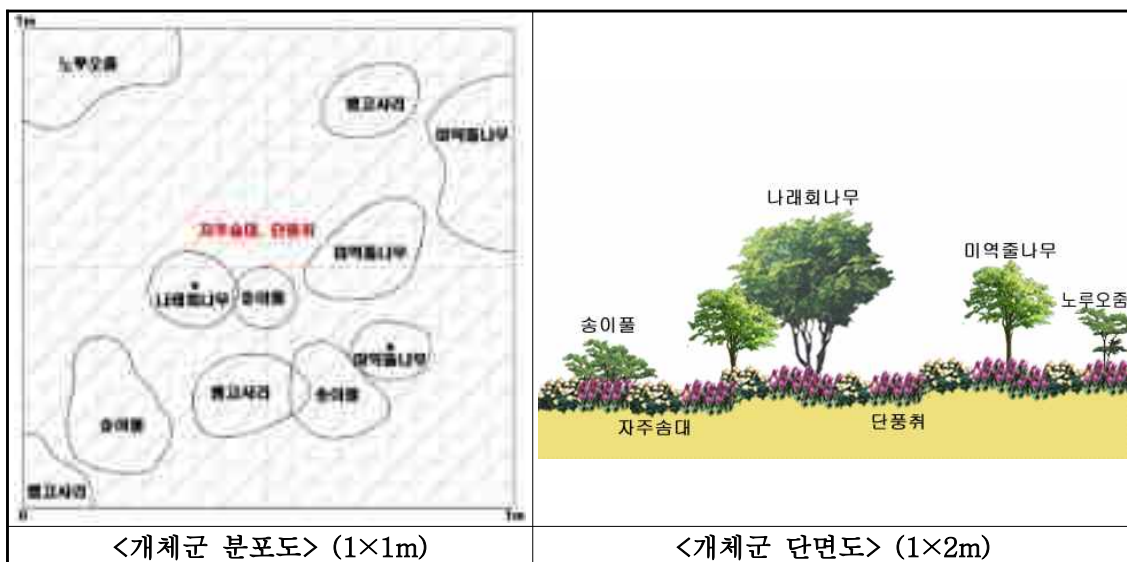 1m
노루오줌
뱀고사리
미역줄나무
자주솜대, 단풍취
미역줄나무
나래회나무
송이풀
미역줄나무
뱀고사리
송이풀
송이풀
뱀고사리
0
1m
나래회나무
미역줄나무
노루오줌
송이풀
자주솜대
단풍취
<개체군 분포도> (1×1m)
<개체군 단면도> (1×2m)